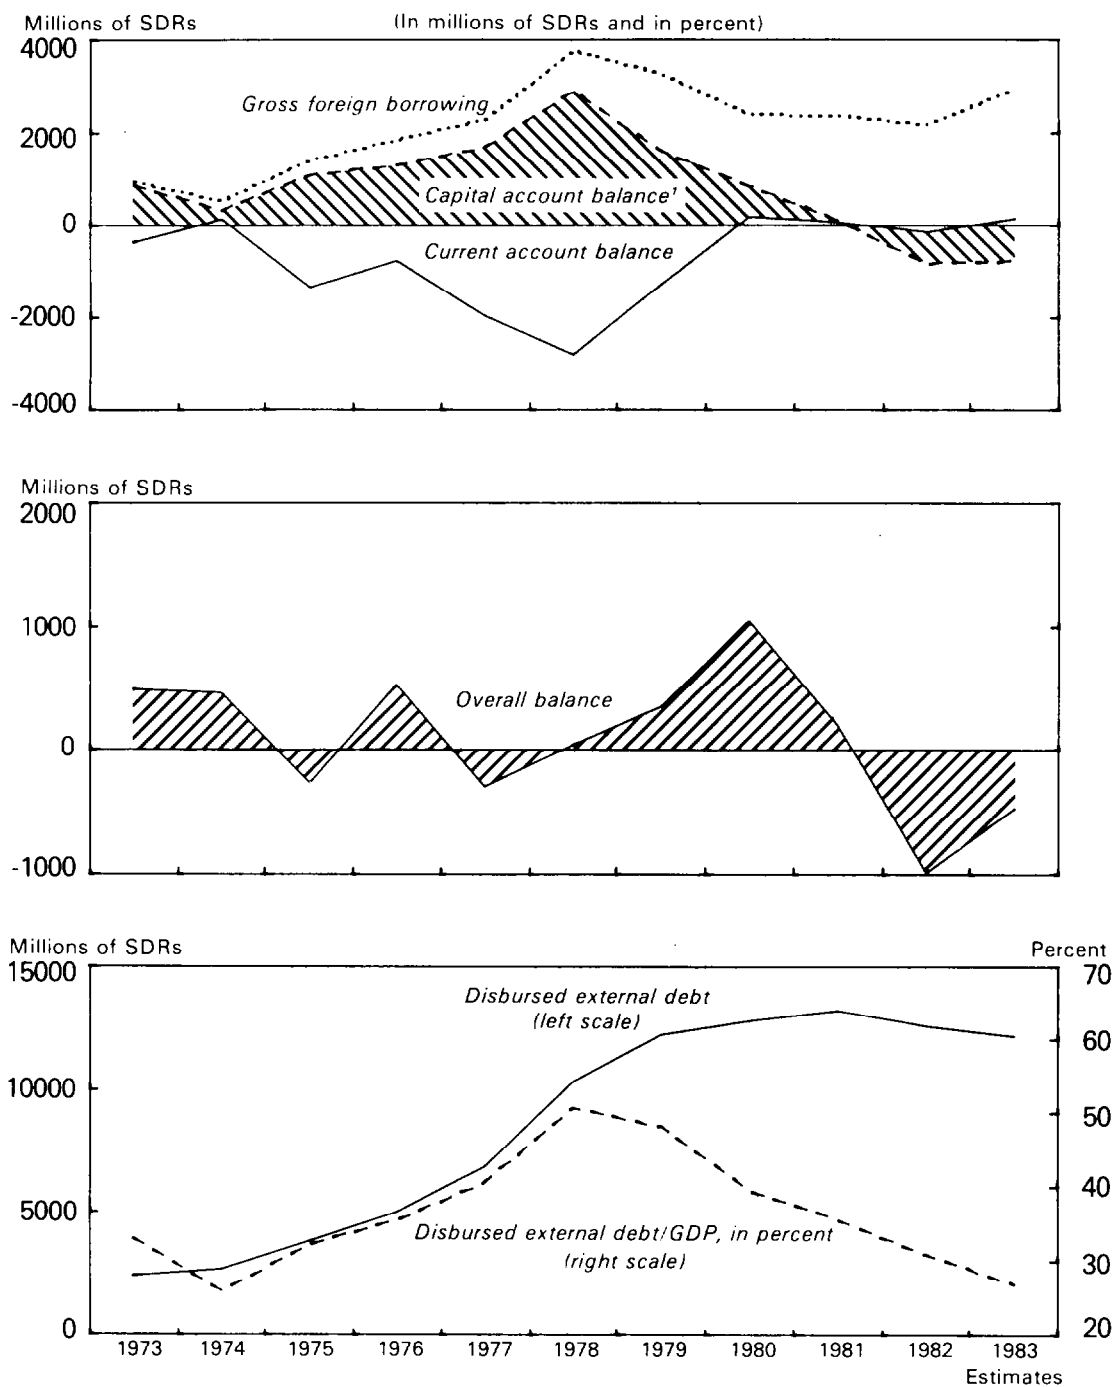 Millions of SDRs (In millions of SDRs and in percent)
4000
Gross foreign borrowing
2000
Capital account balance¹
0
Current account balance
-2000
-4000
Millions of SDRs
2000
1000
Overall balance
0
-1000
Millions of SDRs Percent
15000 70
Disbursed external debt
(left scale)
60
10000
50
40
5000
Disbursed external debt/GDP, in percent
(right scale)
30
0 20
1973 1974 1975 1976 1977 1978 1979 1980 1981 1982 1983
Estimates